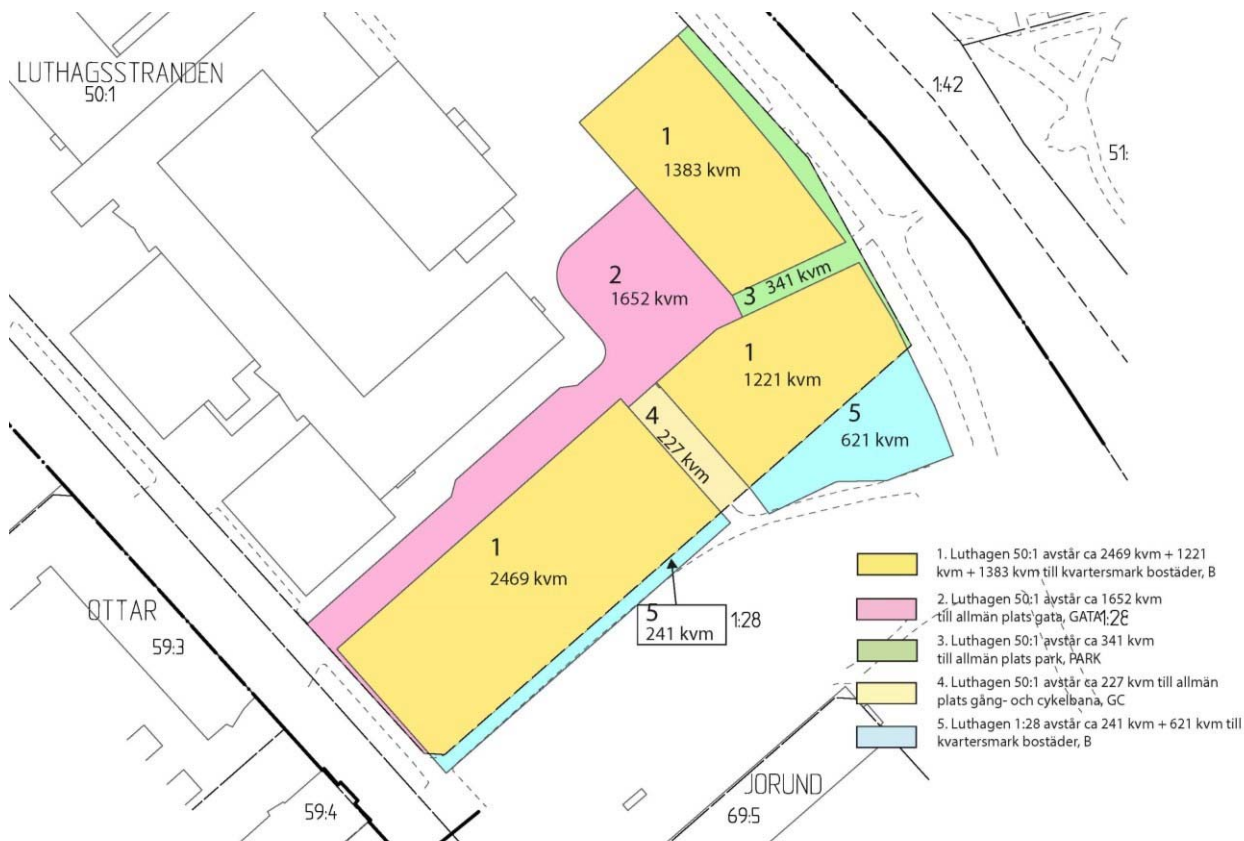 LUTHAGSSTRANDEN
50:1
1:42
51:
1
1383 kvm
2
1652 kvm
3 341 kvm
1
1221 kvm
4
227 kvm
5
621 kvm
1
2469 kvm
5
241 kvm
1:28
OTTAR
59:3
59:4
JORUND
69:5
1. Luthagen 50:1 avstår ca 2469 kvm + 1221
kvm + 1383 kvm till kvartersmark bostäder, B
2. Luthagen 50:1 avstår ca 1652 kvm
till allmän plats gata, GATA
1:28
3. Luthagen 50:1 avstår ca 341 kvm
till allmän plats park, PARK
4. Luthagen 50:1 avstår ca 227 kvm till allmän
plats gång- och cykelbana, GC
5. Luthagen 1:28 avstår ca 241 kvm + 621 kvm till
kvartersmark bostäder, B